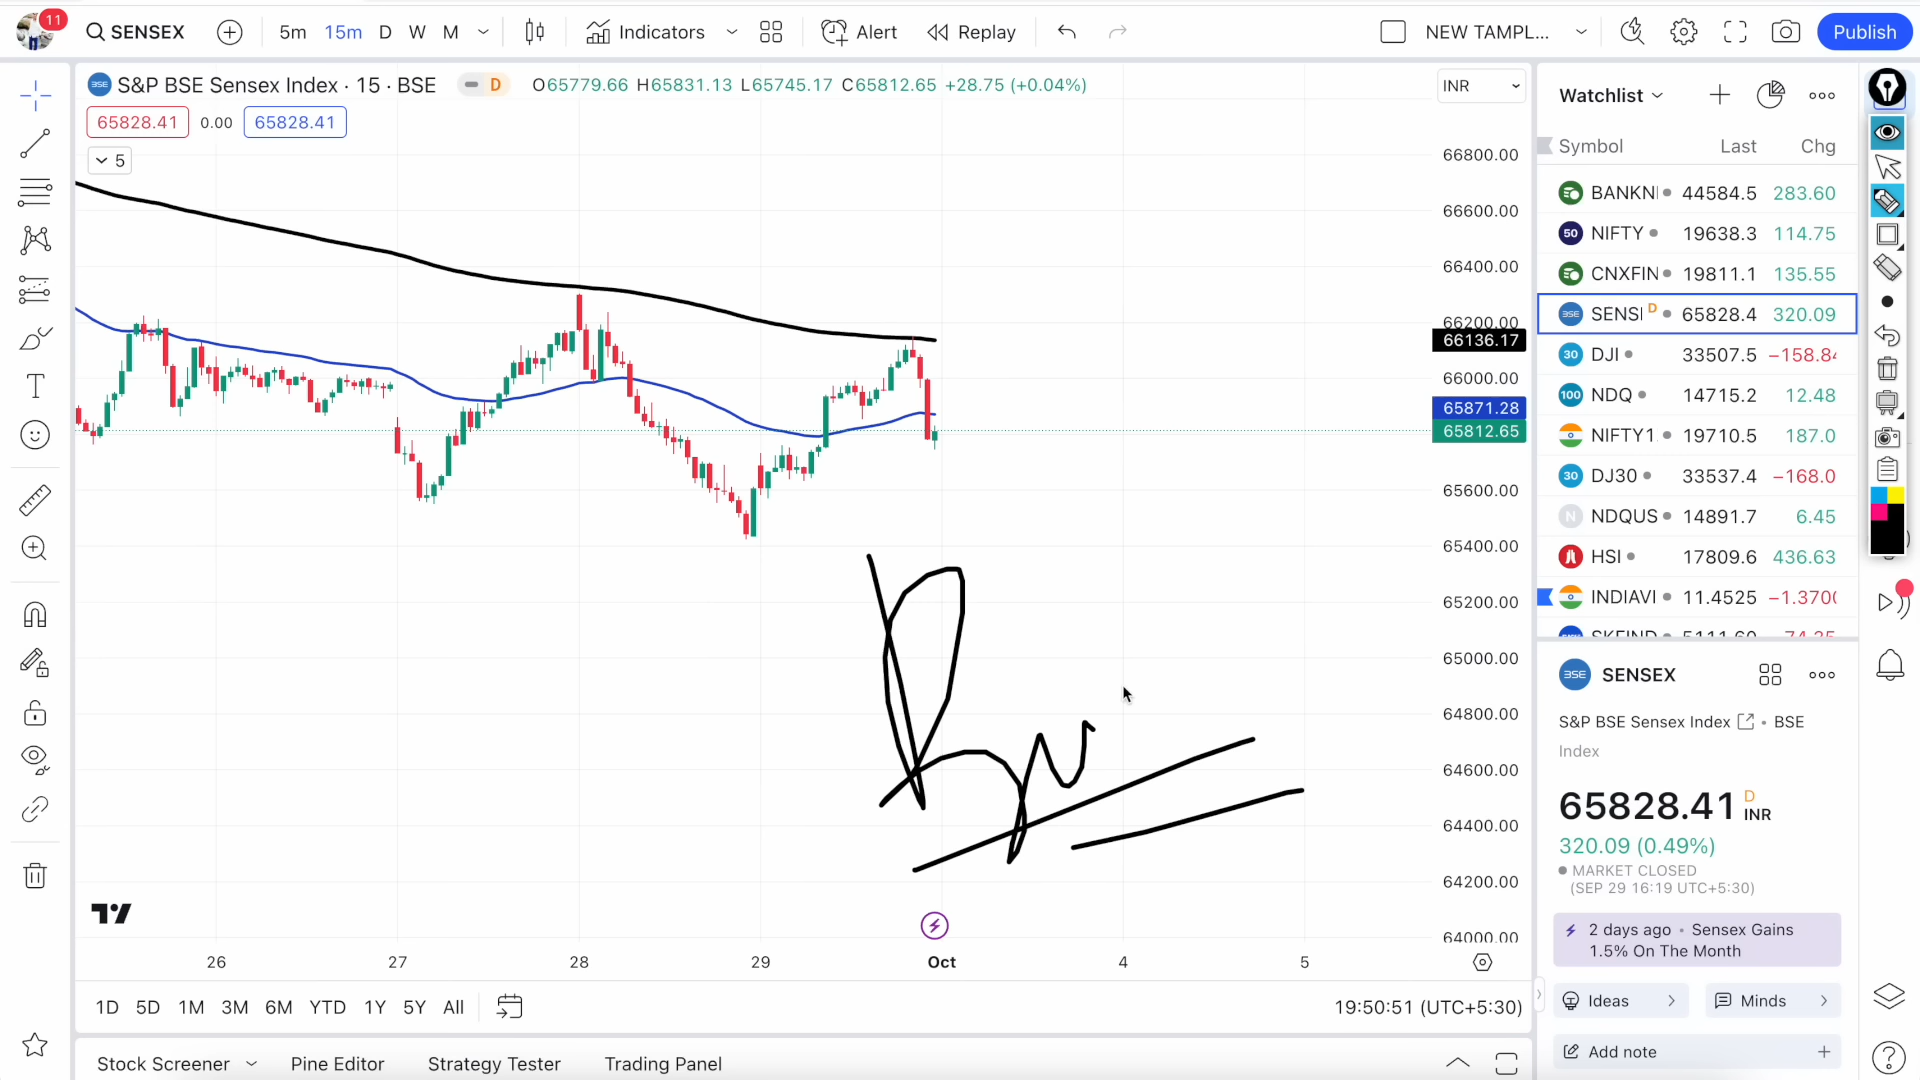 11
SENSEX
5m 15m D W M
Indicators
Alert
Replay
NEW TAMPL...
Publish
S&P BSE Sensex Index · 15 · BSE
D
O65779.66 H65831.13 L65745.17 C65812.65 +28.75 (+0.04%)
65828.41 0.00 65828.41
5
INR
66800.00
66600.00
66400.00
66200.00
66136.17
66000.00
65871.28
65812.65
65600.00
65400.00
65200.00
65000.00
64800.00
64600.00
64400.00
64200.00
64000.00
26 27 28 29 Oct 4 5
1D 5D 1M 3M 6M YTD 1Y 5Y All
19:50:51 (UTC+5:30)
Stock Screener Pine Editor Strategy Tester Trading Panel
Watchlist
Symbol Last Chg
BANKNI 44584.5 283.60
50 NIFTY 19638.3 114.75
CNXFIN 19811.1 135.55
BSE SENSI D 65828.4 320.09
30 DJI 33507.5 −158.84
100 NDQ 14715.2 12.48
NIFTY1 19710.5 187.0
30 DJ30 33537.4 −168.0
N NDQUS 14891.7 6.45
HSI 17809.6 436.63
INDIAVI 11.4525 −1.370(
BSE SENSEX
S&P BSE Sensex Index • BSE
Index
65828.41 D INR
320.09 (0.49%)
MARKET CLOSED
(SEP 29 16:19 UTC+5:30)
2 days ago • Sensex Gains
1.5% On The Month
Ideas
Minds
Add note